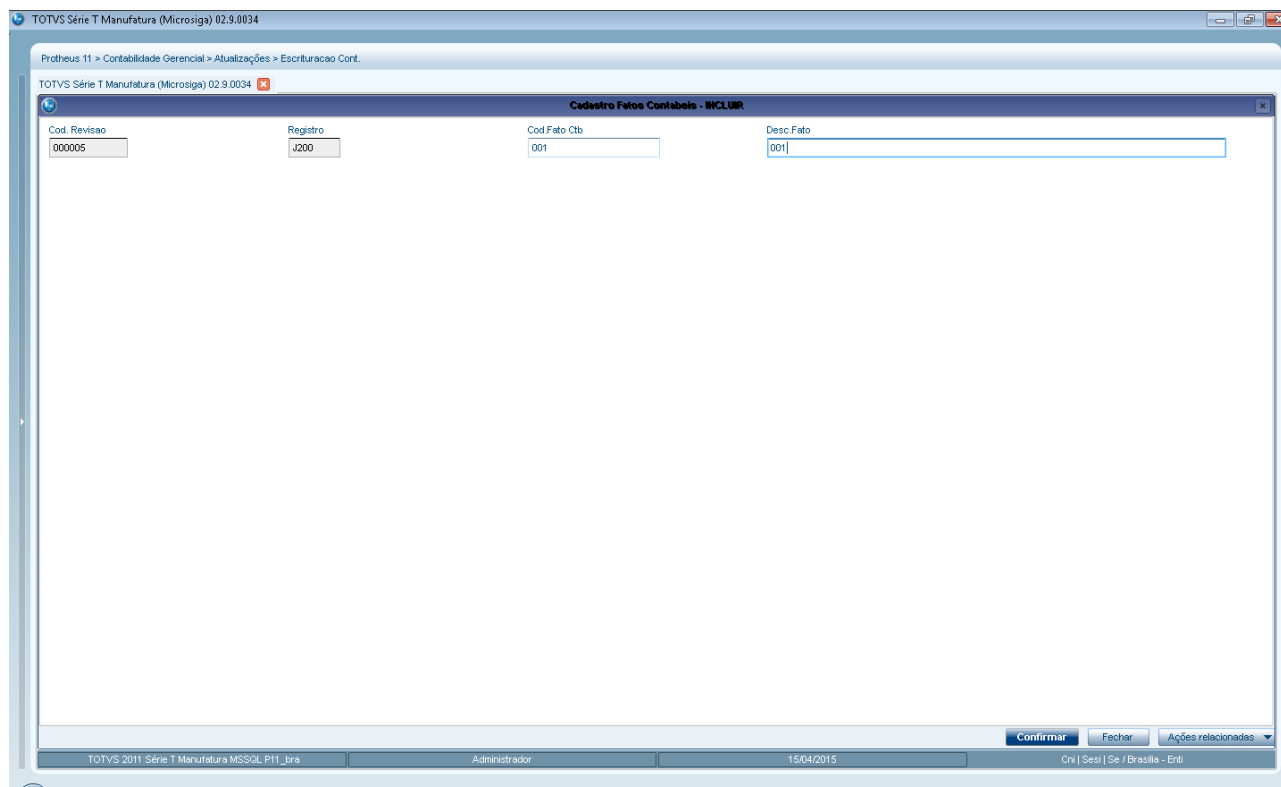 TOTVS Série T Manufatura (Microsiga) 02.9.0034
Protheus 11 > Contabilidade Gerencial > Atualizações > Escrituracao Cont.
TOTVS Série T Manufatura (Microsiga) 02.9.0034
Cadastro Fatos Contabeis - INCLUIR
Cod. Revisao Registro Cod.Fato Ctb Desc.Fato
000005 J200 001 001
Confirmar Fechar Ações relacionadas
TOTVS 2011 Série T Manufatura MSSQL P11_bra Administrador 15/04/2015 Cni | Sesi | Se / Brasilia - Enti